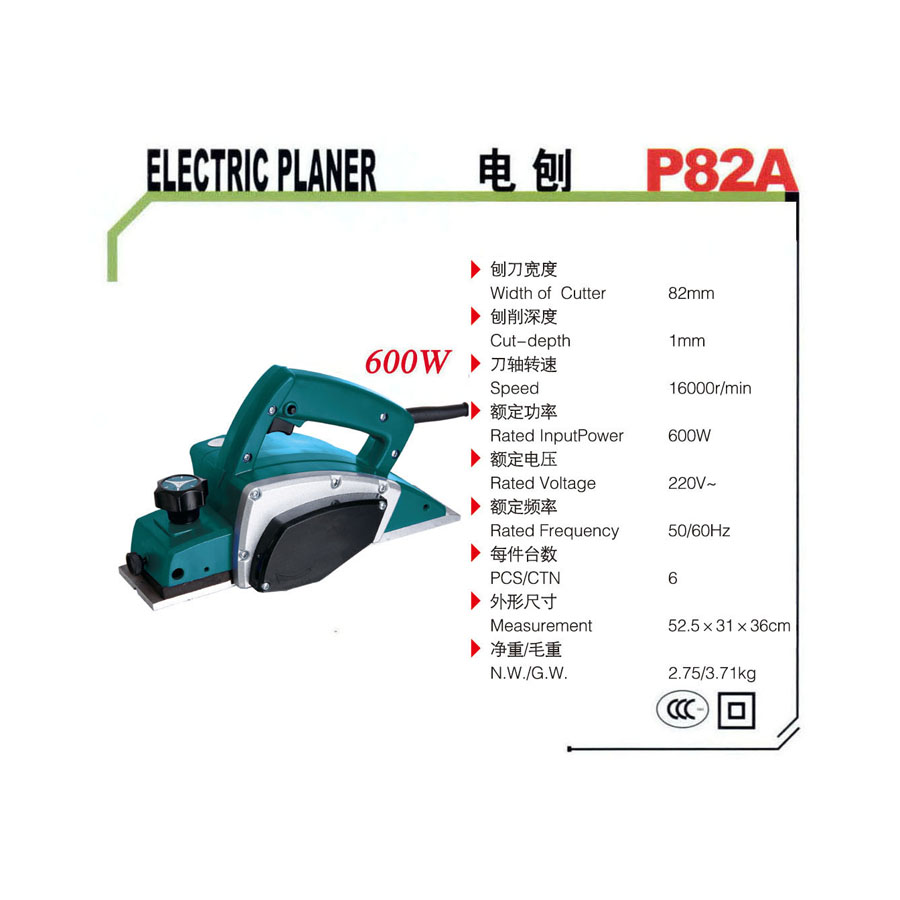 ELECTRIC PLANER 电刨 P82A
600W
刨刀宽度
Width of Cutter 82mm
刨削深度
Cut-depth 1mm
刀轴转速
Speed 16000r/min
额定功率
Rated InputPower 600W
额定电压
Rated Voltage 220V~
额定频率
Rated Frequency 50/60Hz
每件台数
PCS/CTN 6
外形尺寸
Measurement 52.5×31×36cm
净重/毛重
N.W./G.W. 2.75/3.71kg
CCC